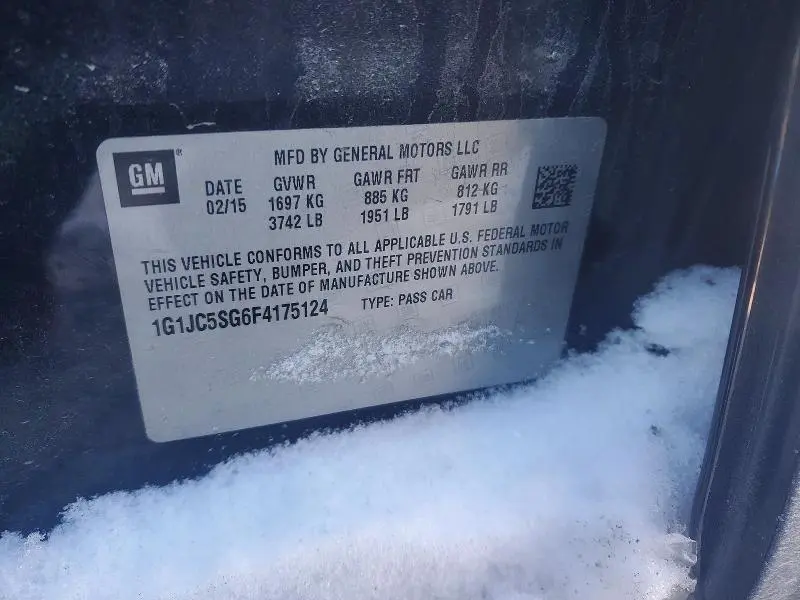 GM
MFD BY GENERAL MOTORS LLC
DATE GVWR GAWR FRT GAWR RR
02/15 1697 KG 885 KG 812 KG
3742 LB 1951 LB 1791 LB
THIS VEHICLE CONFORMS TO ALL APPLICABLE U.S. FEDERAL MOTOR
VEHICLE SAFETY, BUMPER, AND THEFT PREVENTION STANDARDS IN
EFFECT ON THE DATE OF MANUFACTURE SHOWN ABOVE.
1G1JC5SG6F4175124 TYPE: PASS CAR